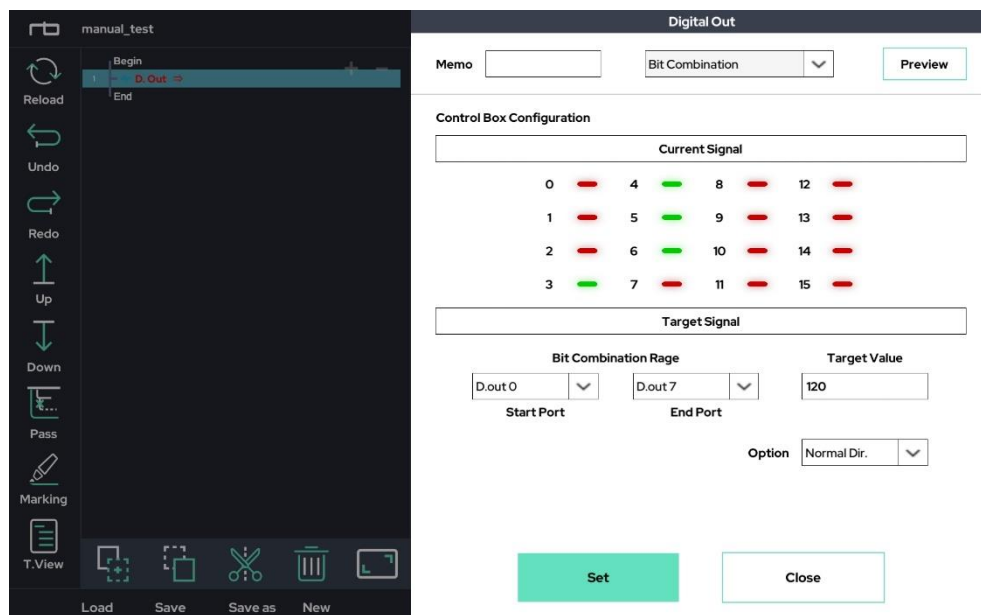 rb
manual_test
Digital Out
Begin
1 D. Out ⇒
End
Reload
Undo
Redo
Up
Down
Pass
Marking
T.View
Load Save Save as New
Memo Bit Combination Preview
Control Box Configuration
Current Signal
0 4 8 12
1 5 9 13
2 6 10 14
3 7 11 15
Target Signal
Bit Combination Rage Target Value
D.out 0 D.out 7 120
Start Port End Port
Option Normal Dir.
Set Close